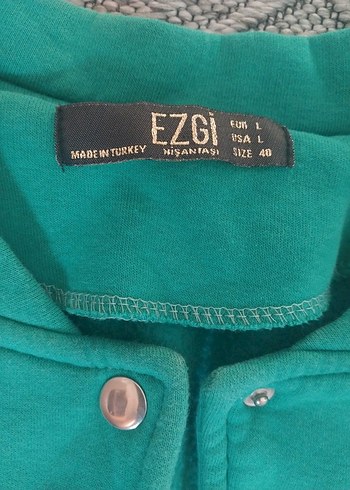 EZGİ
NİŞANTAŞI
MADE IN TURKEY
EUR L
USA L
SIZE 40